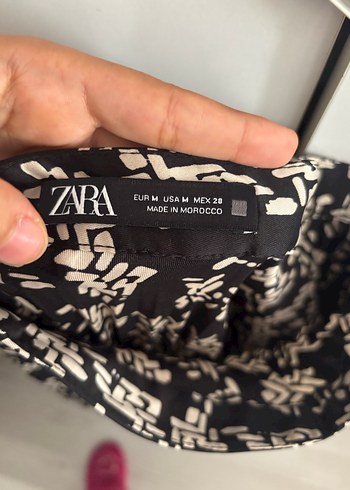 ZARA
EUR M USA M MEX 28
MADE IN MOROCCO